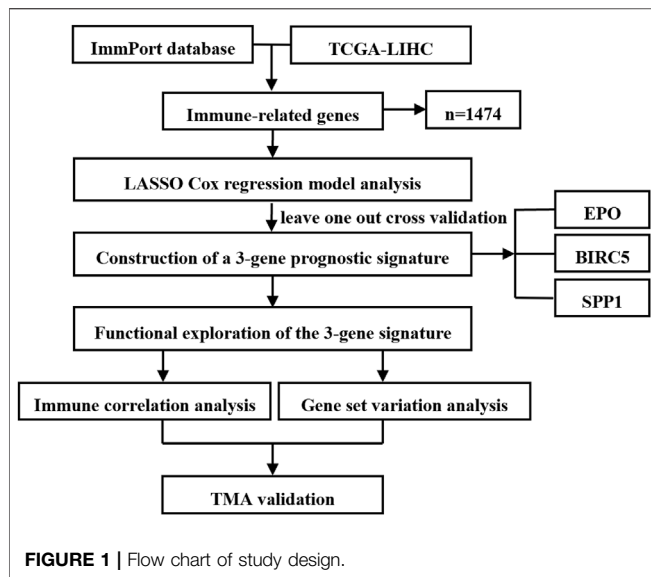 ImmPort database
TCGA-LIHC
Immune-related genes
n=1474
LASSO Cox regression model analysis
leave one out cross validation
Construction of a 3-gene prognostic signature
EPO
BIRC5
SPP1
Functional exploration of the 3-gene signature
Immune correlation analysis
Gene set variation analysis
TMA validation
FIGURE 1 | Flow chart of study design.